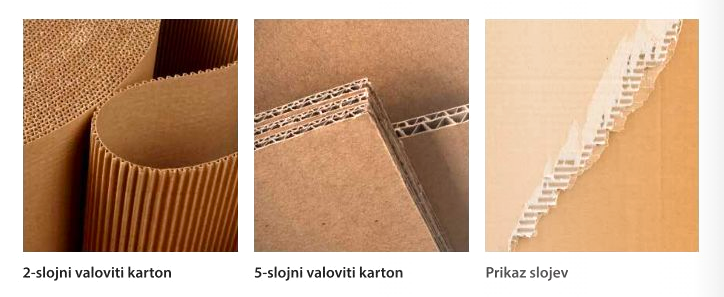 2-slojni valoviti karton
5-slojni valoviti karton
Prikaz slojev